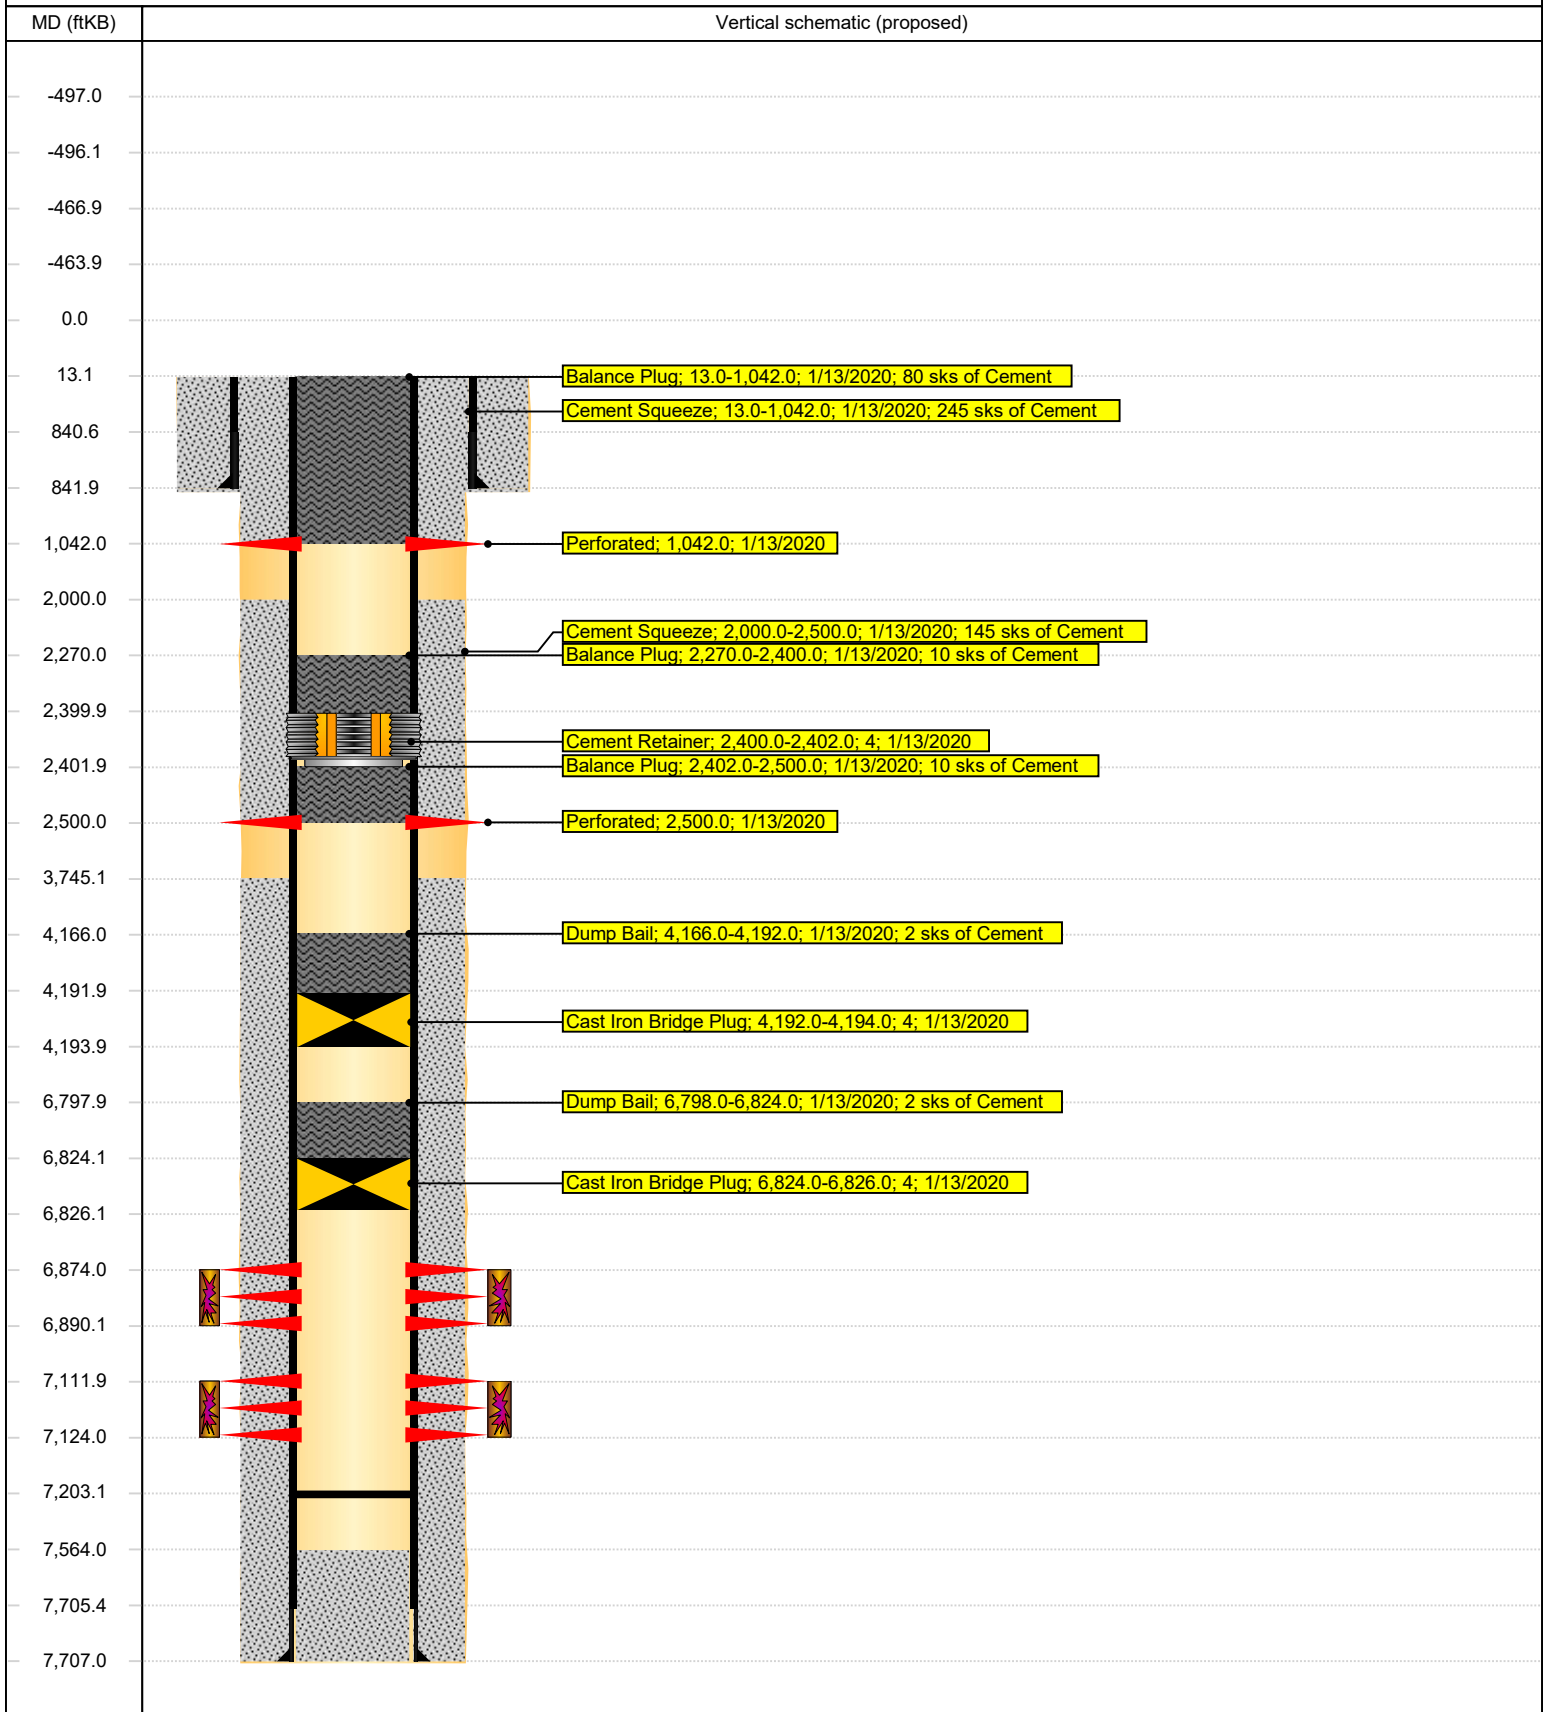 MD (ftKB) Vertical schematic (proposed)
-497.0
-496.1
-466.9
-463.9
0.0
13.1
Balance Plug; 13.0-1,042.0; 1/13/2020; 80 sks of Cement
Cement Squeeze; 13.0-1,042.0; 1/13/2020; 245 sks of Cement
840.6
841.9
1,042.0
Perforated; 1,042.0; 1/13/2020
2,000.0
Cement Squeeze; 2,000.0-2,500.0; 1/13/2020; 145 sks of Cement
2,270.0
Balance Plug; 2,270.0-2,400.0; 1/13/2020; 10 sks of Cement
2,399.9
Cement Retainer; 2,400.0-2,402.0; 4; 1/13/2020
2,401.9
Balance Plug; 2,402.0-2,500.0; 1/13/2020; 10 sks of Cement
2,500.0
Perforated; 2,500.0; 1/13/2020
3,745.1
4,166.0
Dump Bail; 4,166.0-4,192.0; 1/13/2020; 2 sks of Cement
4,191.9
Cast Iron Bridge Plug; 4,192.0-4,194.0; 4; 1/13/2020
4,193.9
6,797.9
Dump Bail; 6,798.0-6,824.0; 1/13/2020; 2 sks of Cement
6,824.1
Cast Iron Bridge Plug; 6,824.0-6,826.0; 4; 1/13/2020
6,826.1
6,874.0
6,890.1
7,111.9
7,124.0
7,203.1
7,564.0
7,705.4
7,707.0